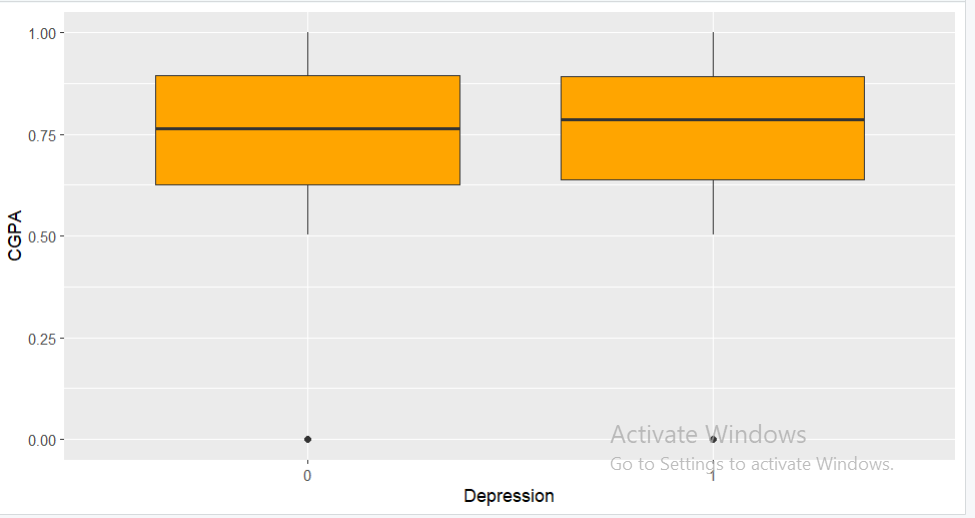 1.00
0.75
0.50
0.25
0.00
CGPA
0
1
Depression
Activate Windows
Go to Settings to activate Windows.